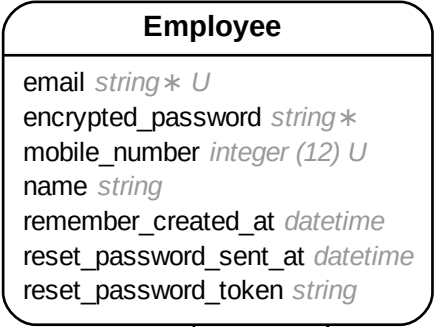 Employee
email string∗ U
encrypted_password string∗
mobile_number integer (12) U
name string
remember_created_at datetime
reset_password_sent_at datetime
reset_password_token string